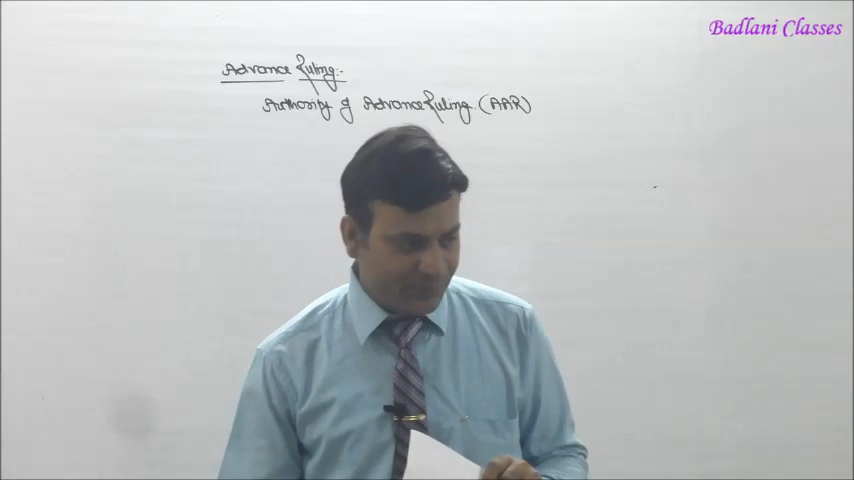 Badlani Classes
Advance Ruling:-
Authority of Advance Ruling. (AAR)